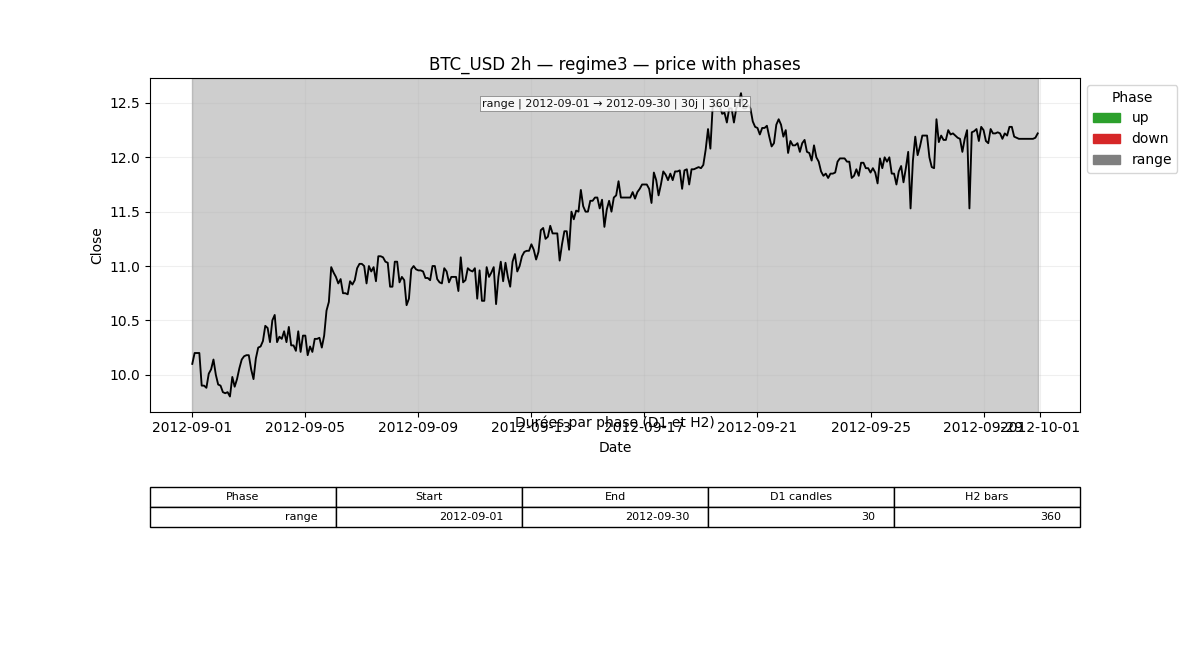 BTC_USD 2h — regime3 — price with phases
range | 2012-09-01 → 2012-09-30 | 30j | 360 H2
Phase
up
down
range
Close
12.5
12.0
11.5
11.0
10.5
10.0
Durées par phase (D1 et H2)
2012-09-01 2012-09-05 2012-09-09 2012-09-13 2012-09-17 2012-09-21 2012-09-25 2012-09-29 2012-10-01
Date
Phase Start End D1 candles H2 bars
range 2012-09-01 2012-09-30 30 360